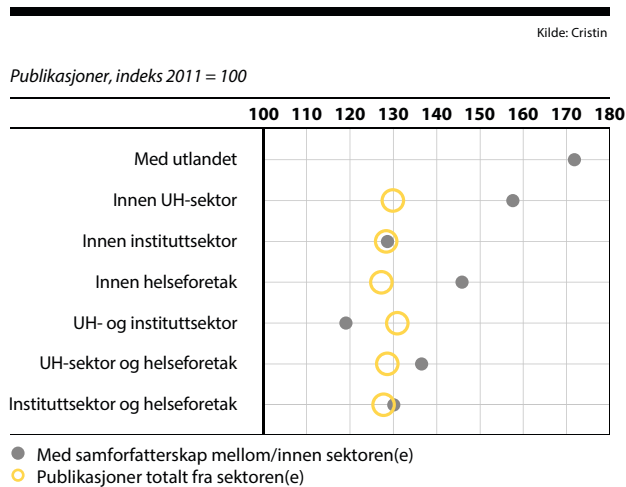 Kilde: Cristin
Publikasjoner, indeks 2011 = 100
100 110 120 130 140 150 160 170 180
Med utlandet
Innen UH-sektor
Innen instituttsektor
Innen helseforetak
UH- og instituttsektor
UH-sektor og helseforetak
Instituttsektor og helseforetak
Med samforfatterskap mellom/innen sektoren(e)
Publikasjoner totalt fra sektoren(e)